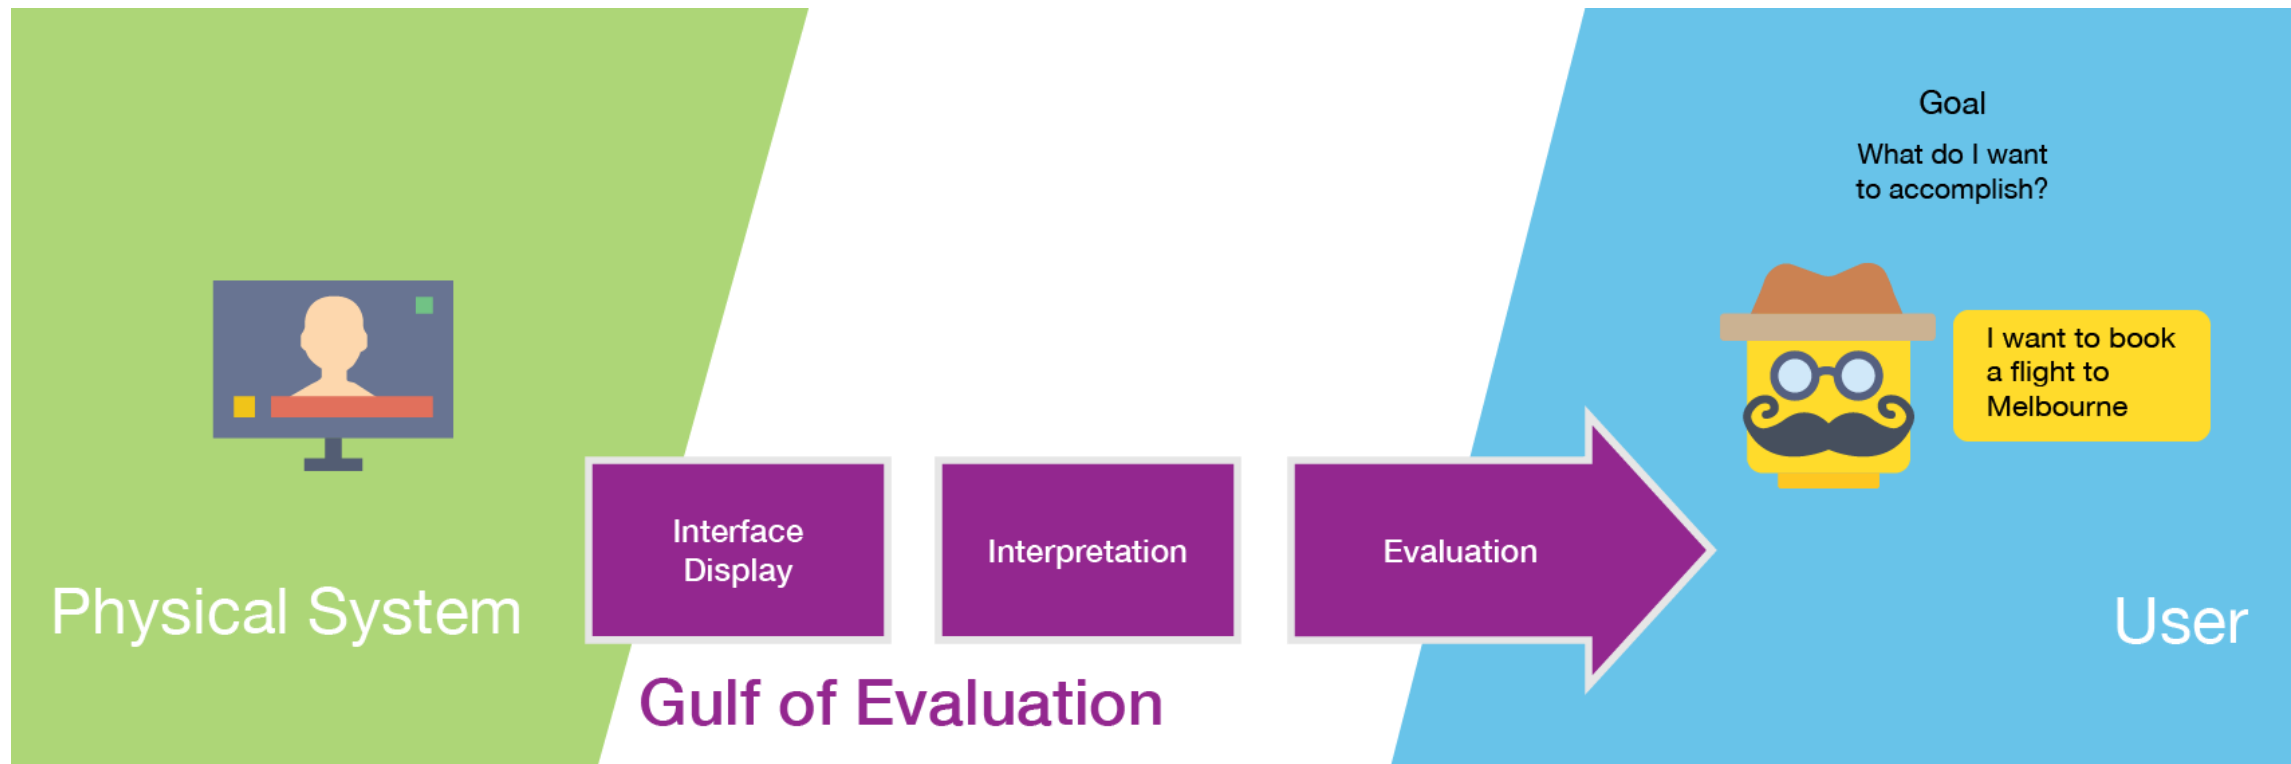 Goal
What do I want
to accomplish?
I want to book
a flight to
Melbourne
Interface
Display
Interpretation
Evaluation
Physical System
User
Gulf of Evaluation